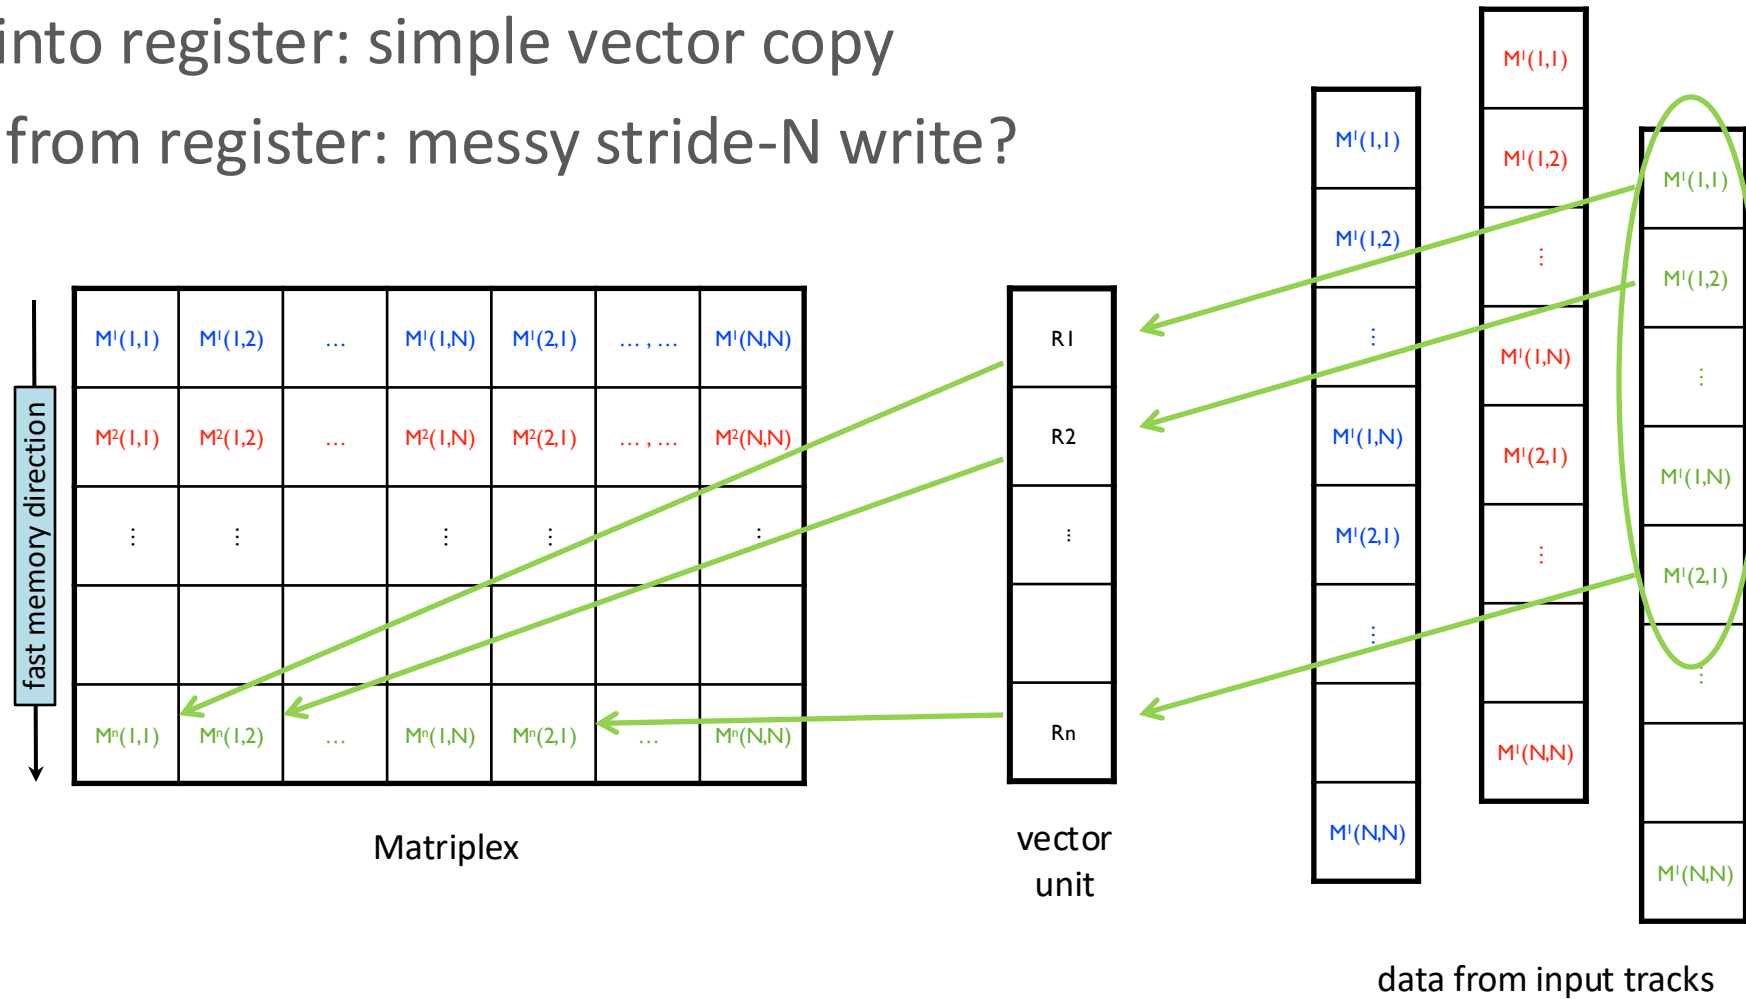 into register: simple vector copy
from register: messy stride-N write?
fast memory direction
M¹(1,1) M¹(1,2) … M¹(1,N) M¹(2,1) … , … M¹(N,N)
M²(1,1) M²(1,2) … M²(1,N) M²(2,1) … , … M²(N,N)
⋮ ⋮ ⋮ ⋮ ⋮
Mⁿ(1,1) Mⁿ(1,2) … Mⁿ(1,N) Mⁿ(2,1) … Mⁿ(N,N)
Matriplex
R1
R2
⋮
Rn
vector
unit
M¹(1,1)
M¹(1,2)
⋮
M¹(1,N)
M¹(2,1)
⋮
M¹(N,N)
M¹(1,1)
M¹(1,2)
⋮
M¹(1,N)
M¹(2,1)
⋮
M¹(N,N)
M¹(1,1)
M¹(1,2)
⋮
M¹(1,N)
M¹(2,1)
⋮
M¹(N,N)
data from input tracks